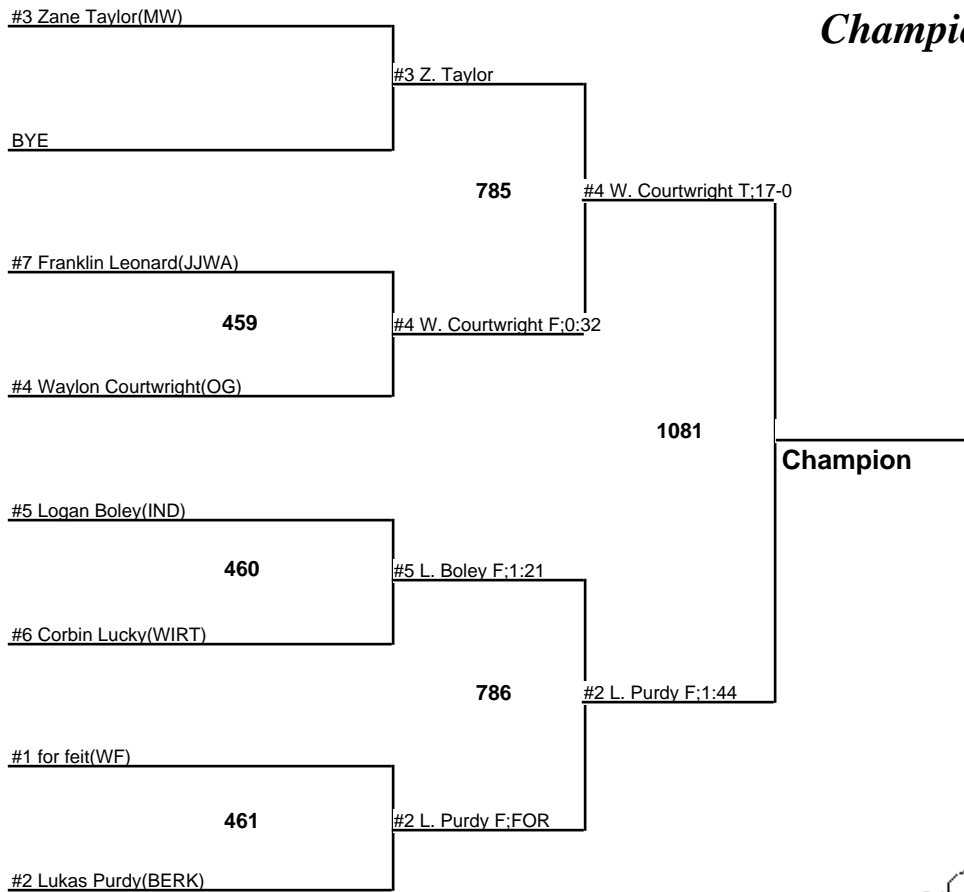 #3 Zane Taylor(MW)
Champio
#3 Z. Taylor
BYE
785
#4 W. Courtwright T;17-0
#7 Franklin Leonard(JJWA)
459
#4 W. Courtwright F;0:32
#4 Waylon Courtwright(OG)
1081
Champion
#5 Logan Boley(IND)
460
#5 L. Boley F;1:21
#6 Corbin Lucky(WIRT)
786
#2 L. Purdy F;1:44
#1 for feit(WF)
461
#2 L. Purdy F;FOR
#2 Lukas Purdy(BERK)